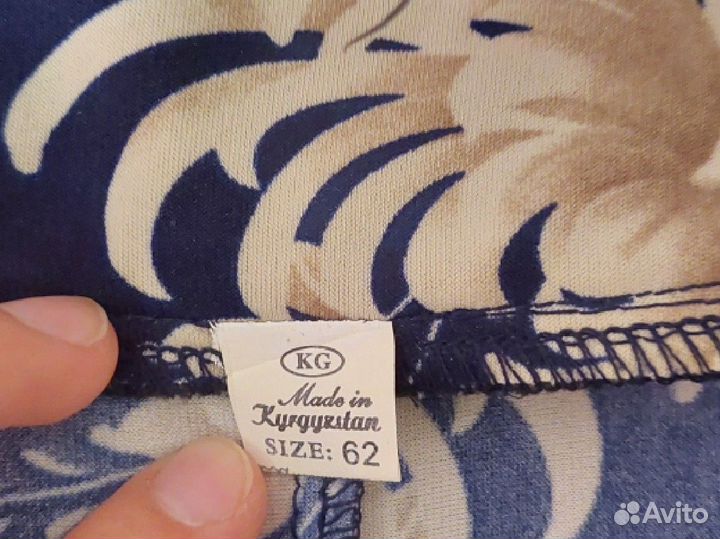 KG
Made in
Kyrgyzstan
SIZE: 62
Avito